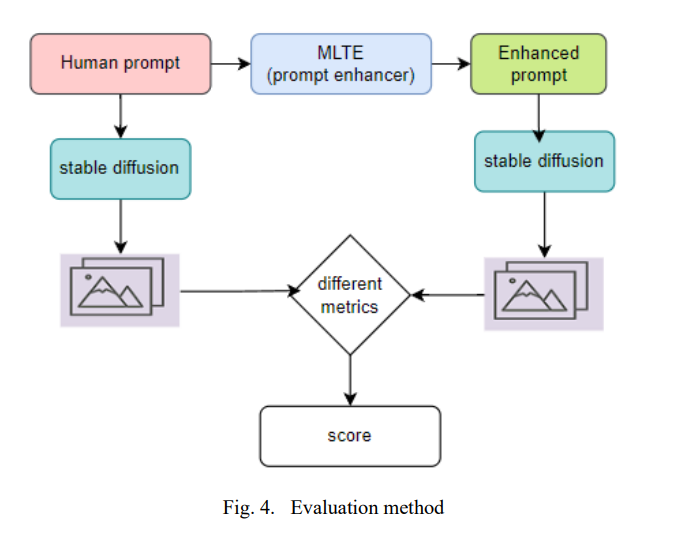 Human prompt
MLTE
(prompt enhancer)
Enhanced
prompt
stable diffusion
stable diffusion
different
metrics
score
Fig. 4. Evaluation method